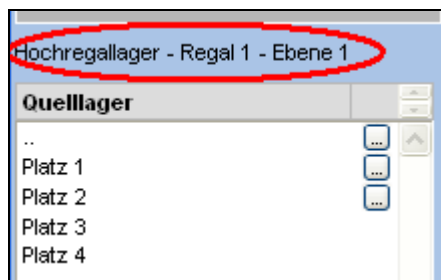 Hochregallager - Regal 1 - Ebene 1
Quelllager
..
...
Platz 1
...
Platz 2
...
Platz 3
Platz 4